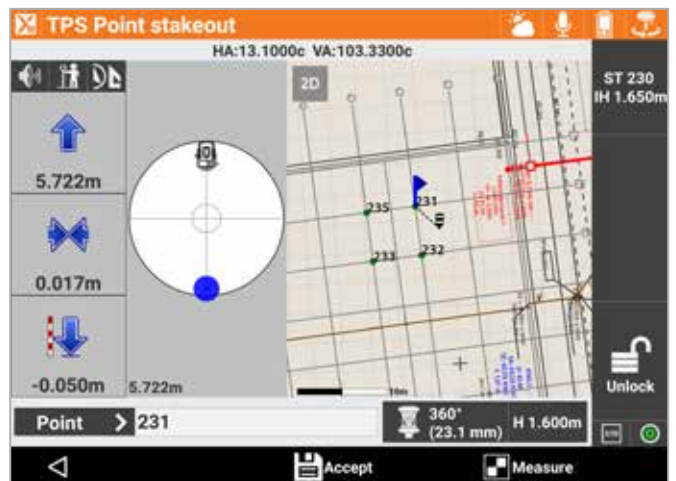 TPS Point stakeout
HA:13.1000c VA:103.3300c
2D
ST 230
IH 1.650m
5.722m
0.017m
-0.050m
5.722m
235
231
233
232
10m
Unlock
Point
231
360°
(23.1 mm)
H 1.600m
Accept
Measure